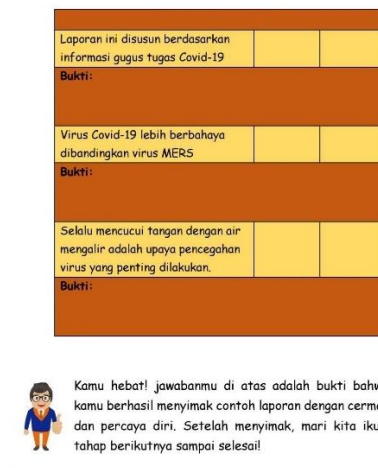 Laporan ini disusun berdasarkan
informasi gugus tugas Covid-19
Bukti:
Virus Covid-19 lebih berbahaya
dibandingkan virus MERS
Bukti:
Selalu mencucui tangan dengan air
mengalir adalah upaya pencegahan
virus yang penting dilakukan.
Bukti:
Kamu hebat! jawabanmu di atas adalah bukti bahw
kamu berhasil menyimak contoh laporan dengan cerma
dan percaya diri. Setelah menyimak, mari kita iku
tahap berikutnya sampai selesai!